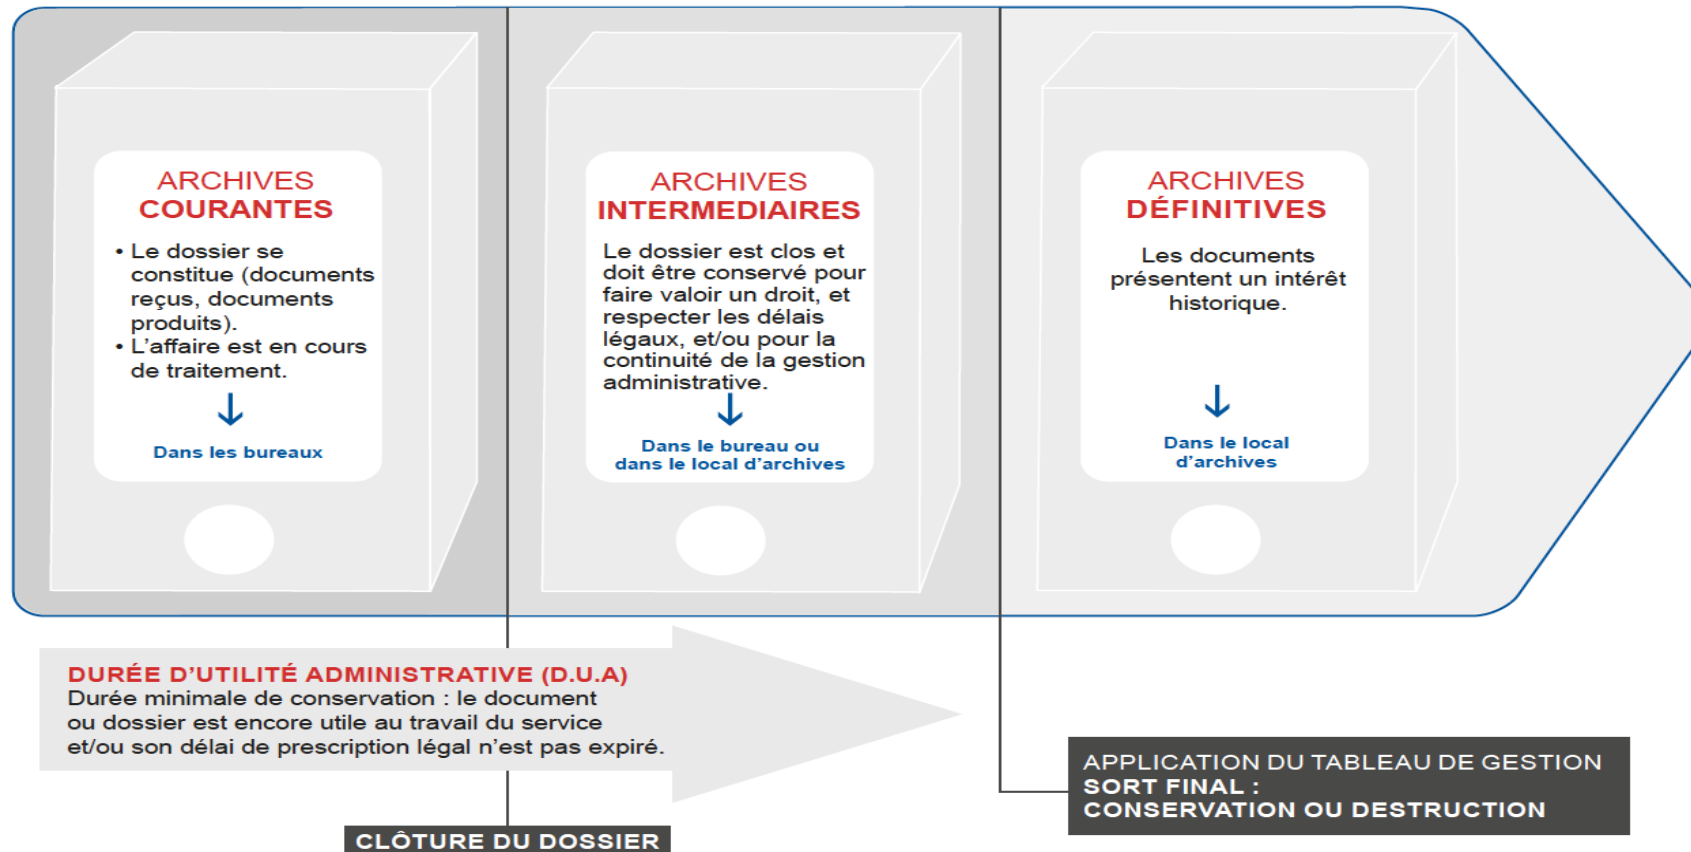 ARCHIVES
COURANTES
• Le dossier se
constitue (documents
reçus, documents
produits).
• L'affaire est en cours
de traitement.
↓
Dans les bureaux
ARCHIVES
INTERMEDIAIRES
Le dossier est clos et
doit être conservé pour
faire valoir un droit, et
respecter les délais
légaux, et/ou pour la
continuité de la gestion
administrative.
↓
Dans le bureau ou
dans le local d'archives
ARCHIVES
DÉFINITIVES
Les documents
présentent un intérêt
historique.
↓
Dans le local
d'archives
DURÉE D'UTILITÉ ADMINISTRATIVE (D.U.A)
Durée minimale de conservation : le document
ou dossier est encore utile au travail du service
et/ou son délai de prescription légal n'est pas expiré.
CLÔTURE DU DOSSIER
APPLICATION DU TABLEAU DE GESTION
SORT FINAL :
CONSERVATION OU DESTRUCTION